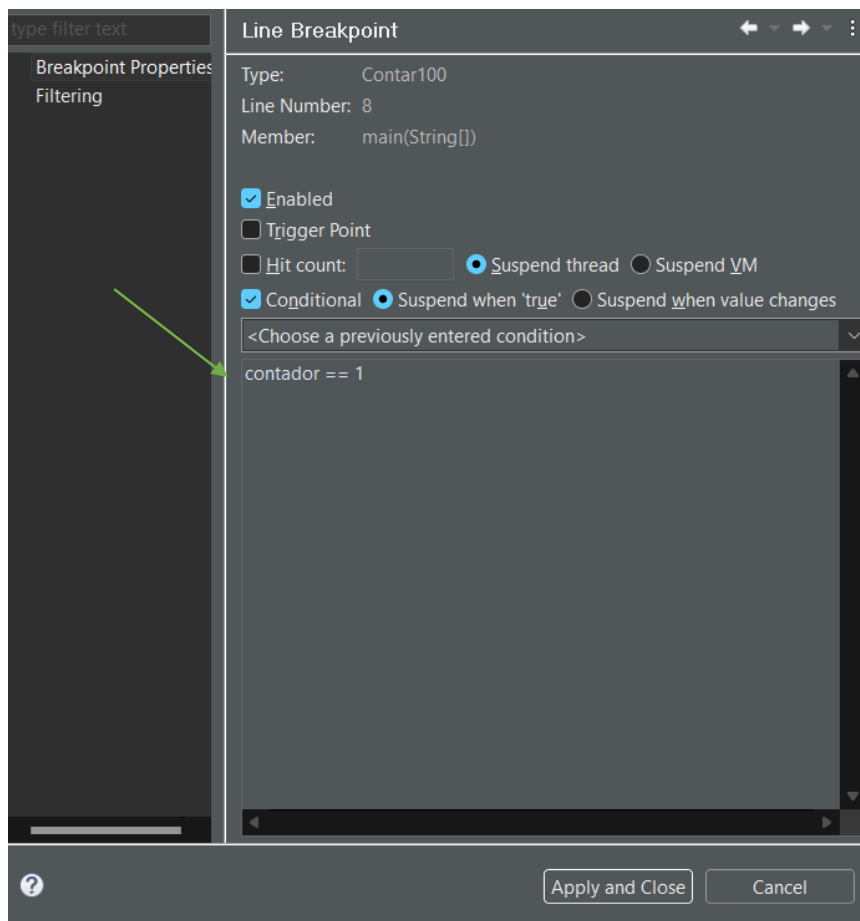 type filter text
Breakpoint Properties
Filtering
Line Breakpoint
Type: Contar100
Line Number: 8
Member: main(String[])
Enabled
Trigger Point
Hit count: Suspend thread Suspend VM
Conditional Suspend when 'true' Suspend when value changes
<Choose a previously entered condition>
contador == 1
Apply and Close Cancel